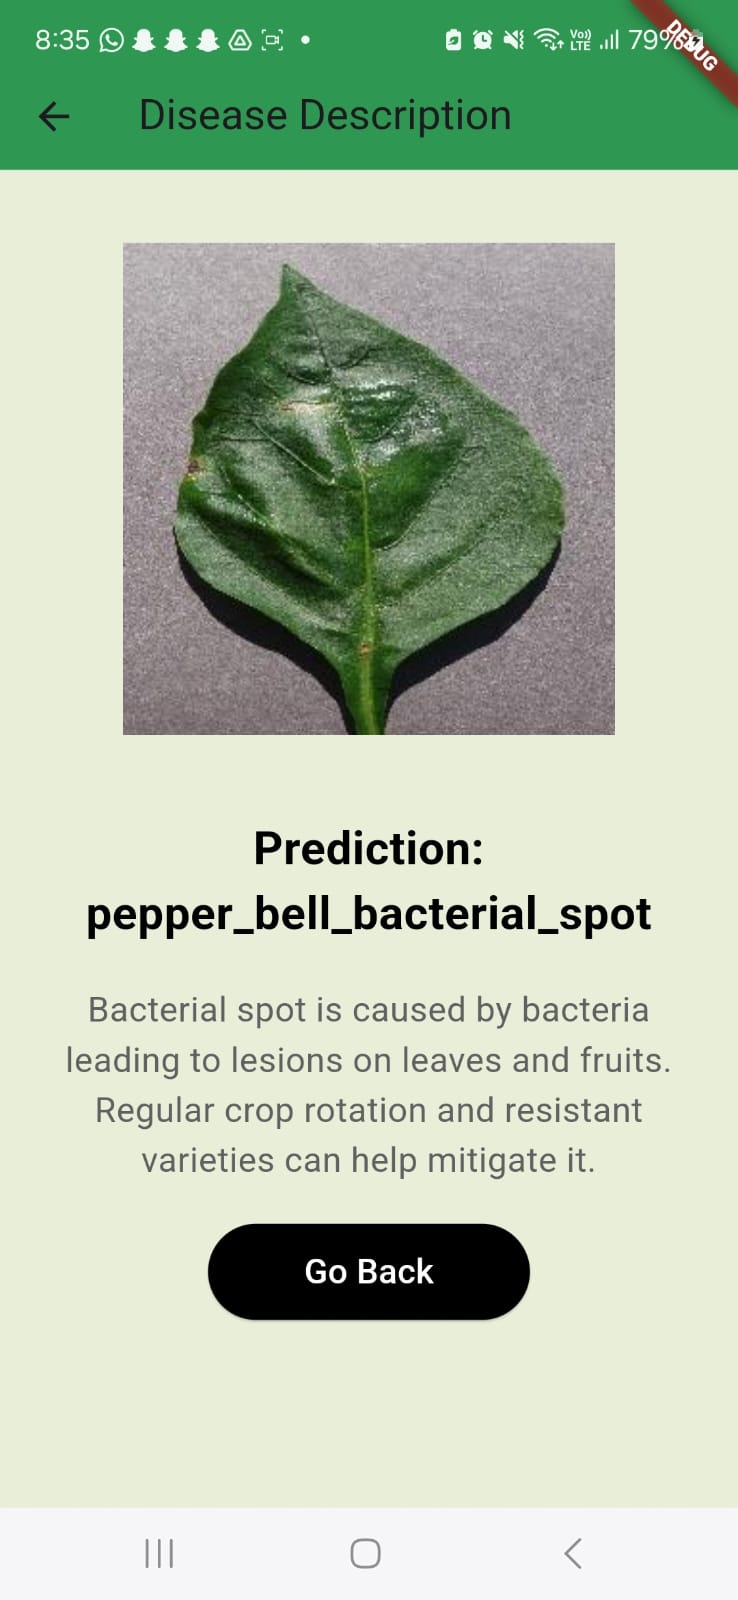 8:35
Vo))
LTE
79%
DEBUG
Disease Description
Prediction:
pepper_bell_bacterial_spot
Bacterial spot is caused by bacteria
leading to lesions on leaves and fruits.
Regular crop rotation and resistant
varieties can help mitigate it.
Go Back